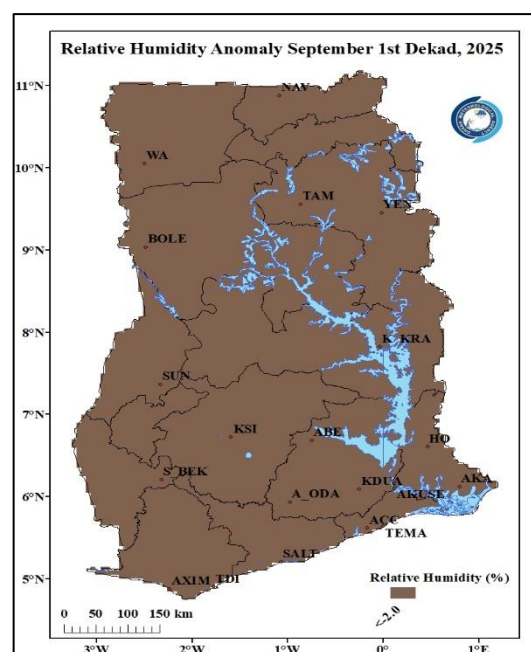 Relative Humidity Anomaly September 1st Dekad, 2025
11°N
NAV
10°N
WA
TAM
YEN
9°N
BOLE
8°N
K_KRA
SUN
7°N
KSI
ABE
HO
S_BEK
6°N
A_ODA
KDUA
AKUSE
AKA
ACC
TEMA
SALT
5°N
AXIM
TDI
Relative Humidity (%)
<-2.0
0 50 100 150 km
3°W 2°W 1°W 0° 1°E